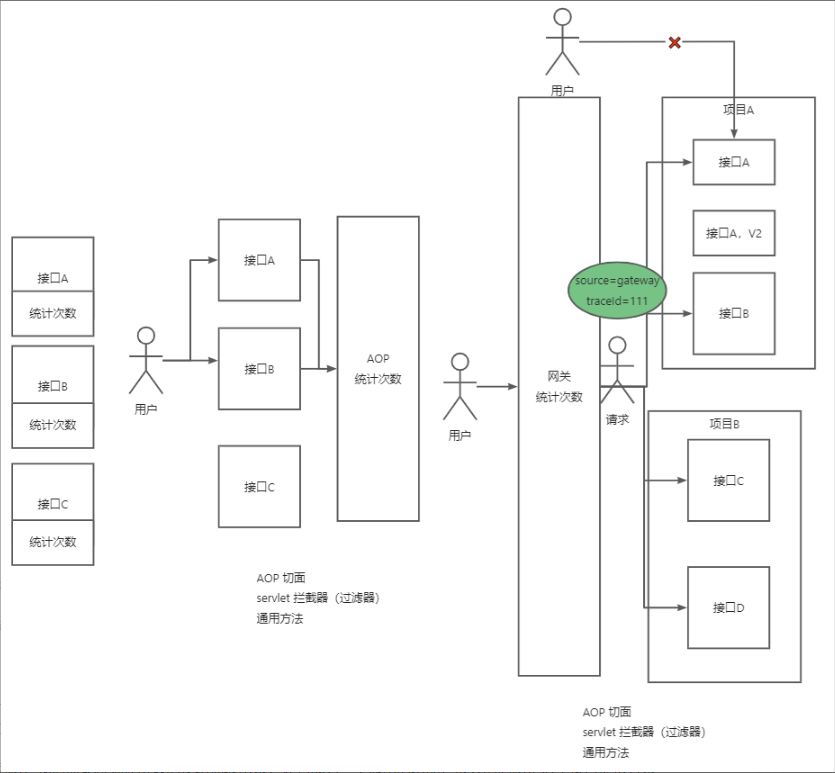 接口A
统计次数
接口B
统计次数
接口C
统计次数
用户
接口A
接口B
接口C
AOP
统计次数
AOP 切面
servlet 拦截器（过滤器）
通用方法
用户
网关
统计次数
用户
source=gateway
traceId=111
请求
项目A
接口A
接口A，V2
接口B
项目B
接口C
接口D
AOP 切面
servlet 拦截器（过滤器）
通用方法